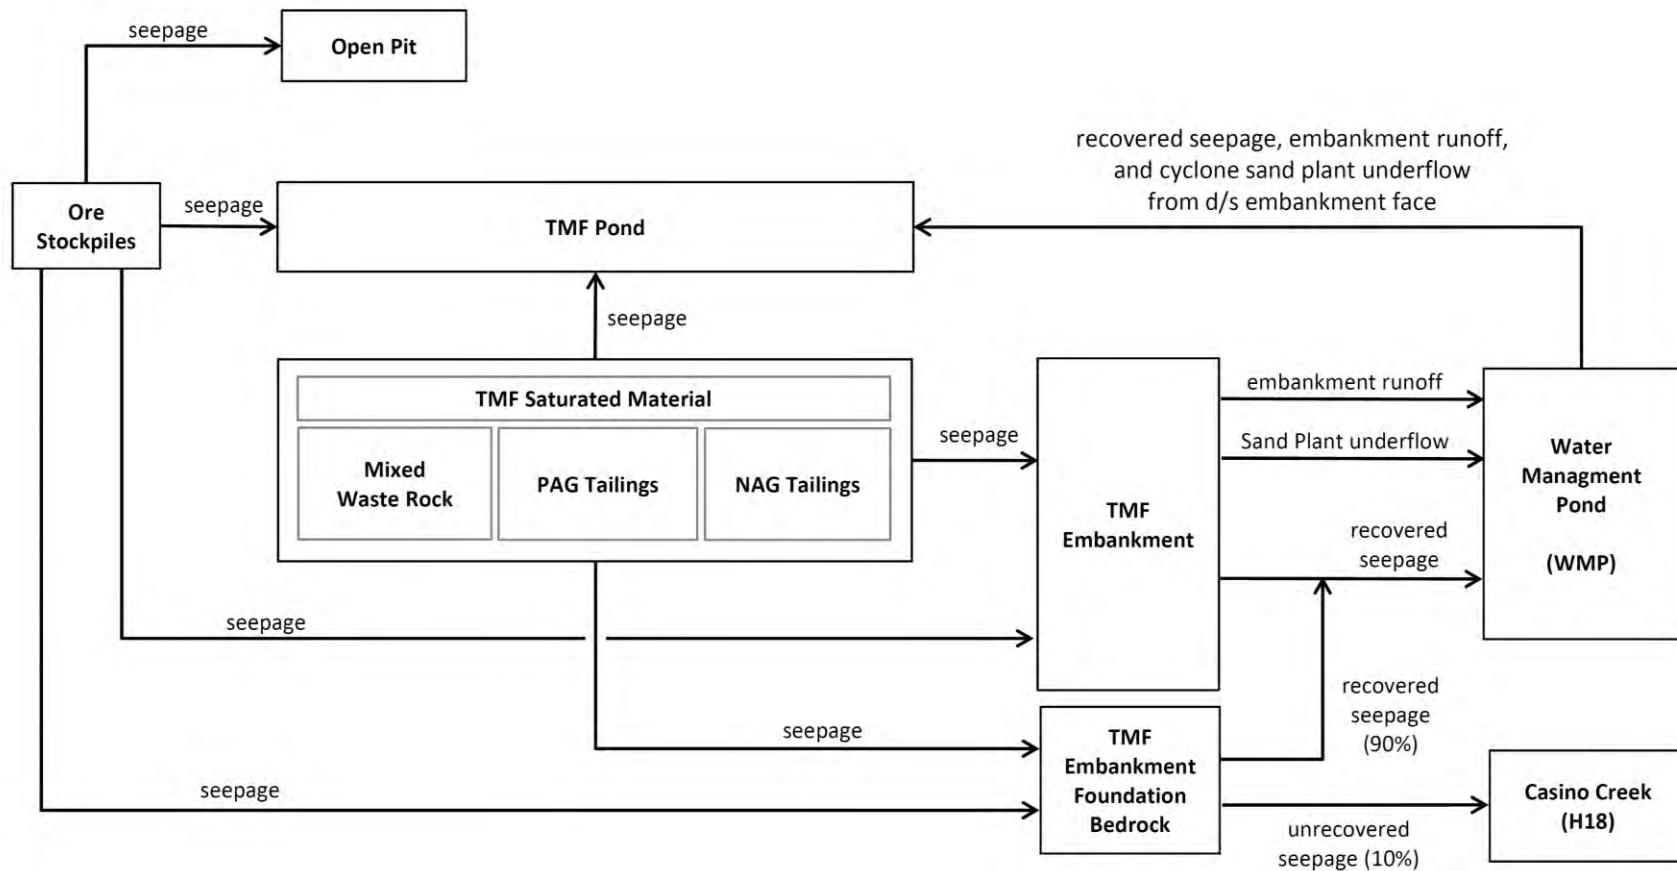 seepage
Open Pit
recovered seepage, embankment runoff,
and cyclone sand plant underflow
from d/s embankment face
Ore
Stockpiles
seepage
TMF Pond
seepage
TMF Saturated Material
Mixed
Waste Rock
PAG Tailings
NAG Tailings
seepage
TMF
Embankment
embankment runoff
Sand Plant underflow
recovered
seepage
Water
Managment
Pond
(WMP)
seepage
recovered
seepage
(90%)
seepage
TMF
Embankment
Foundation
Bedrock
seepage
unrecovered
seepage (10%)
Casino Creek
(H18)